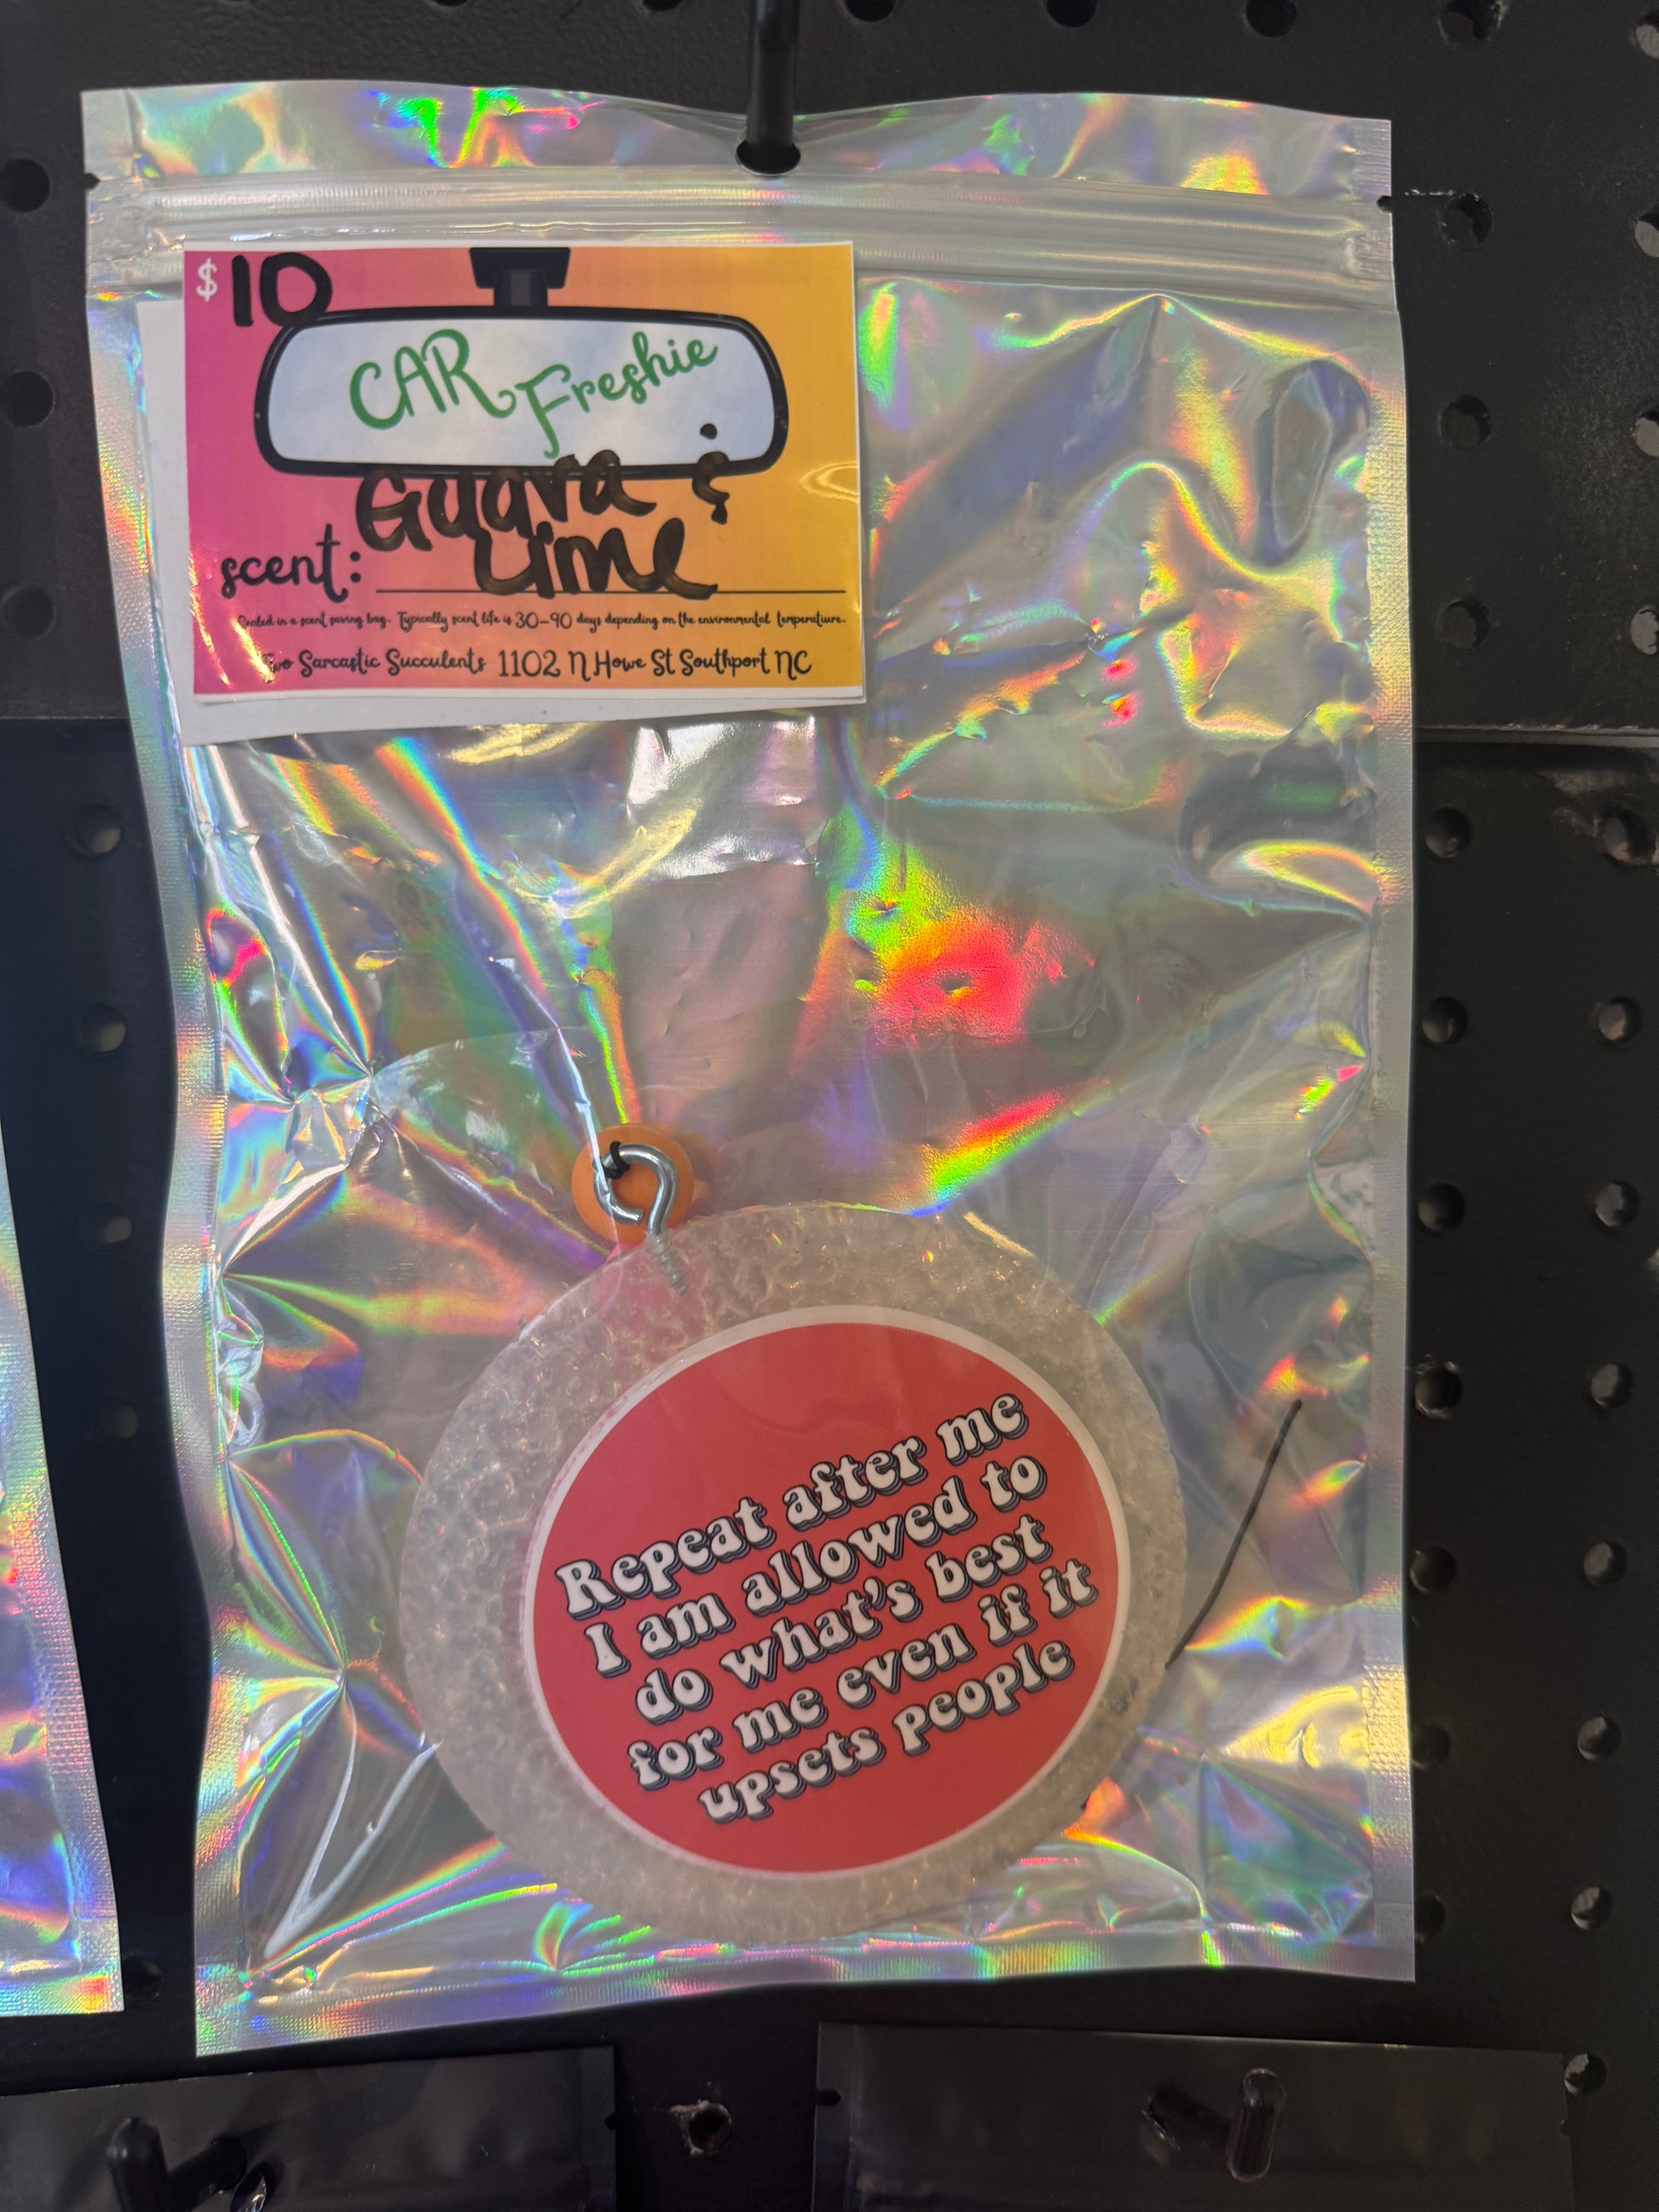 $10
CAR Freshie
scent: Guava &
Lime
Sealed in a scent saving bag. Typically scent life is 30-90 days depending on the environmental temperature.
Two Sarcastic Succulents 1102 N Howe St Southport NC
Repeat after me
I am allowed to
do what's best
for me even if it
upsets people